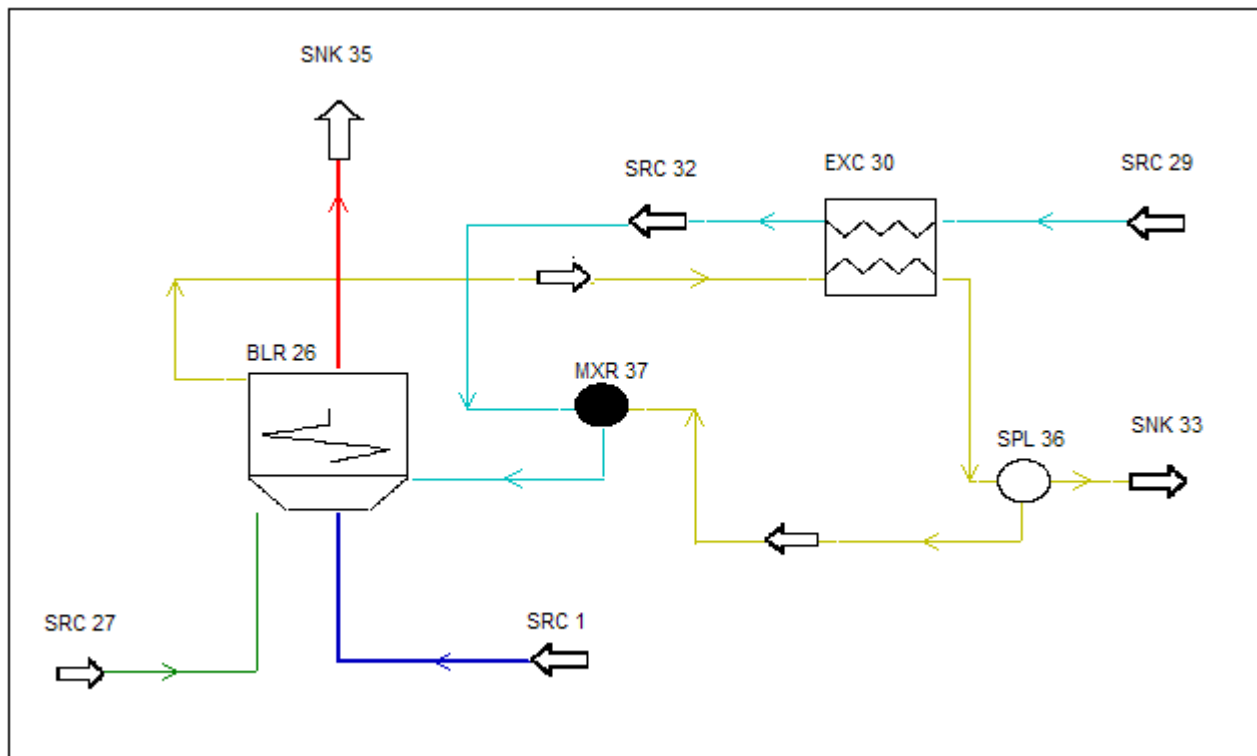 SNK 35
SRC 32
EXC 30
SRC 29
BLR 26
MXR 37
SPL 36
SNK 33
SRC 27
SRC 1